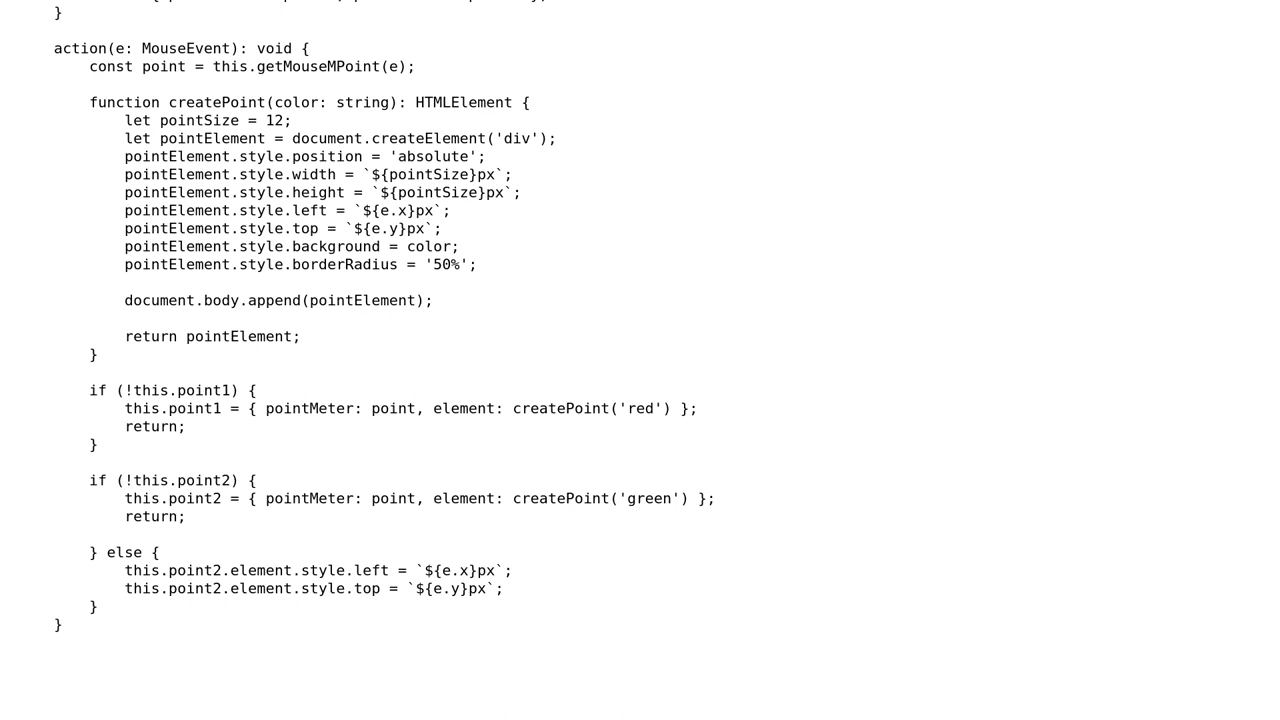 }
action(e: MouseEvent): void {
const point = this.getMouseMPoint(e);
function createPoint(color: string): HTMLElement {
let pointSize = 12;
let pointElement = document.createElement('div');
pointElement.style.position = 'absolute';
pointElement.style.width = `${pointSize}px`;
pointElement.style.height = `${pointSize}px`;
pointElement.style.left = `${e.x}px`;
pointElement.style.top = `${e.y}px`;
pointElement.style.background = color;
pointElement.style.borderRadius = '50%';
document.body.append(pointElement);
return pointElement;
}
if (!this.point1) {
this.point1 = { pointMeter: point, element: createPoint('red') };
return;
}
if (!this.point2) {
this.point2 = { pointMeter: point, element: createPoint('green') };
return;
} else {
this.point2.element.style.left = `${e.x}px`;
this.point2.element.style.top = `${e.y}px`;
}
}